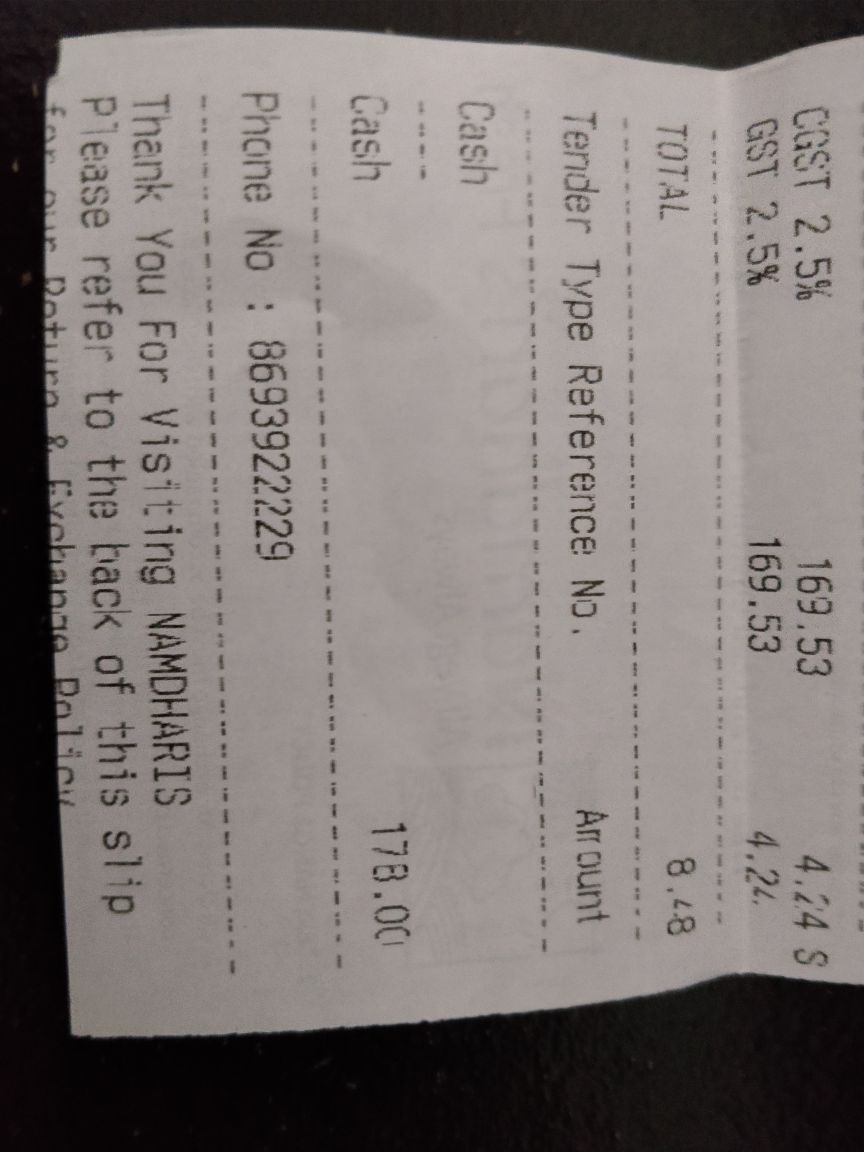 CGST 2.5% 169.53 4.24 S
GST 2.5% 169.53 4.24
TOTAL 8.48
Tender Type Reference No. Amount
Cash
Cash 178.00
Phone No : 8693922229
Thank You For Visiting NAMDHARIS
Please refer to the back of this slip
for our Return & Exchange Policy